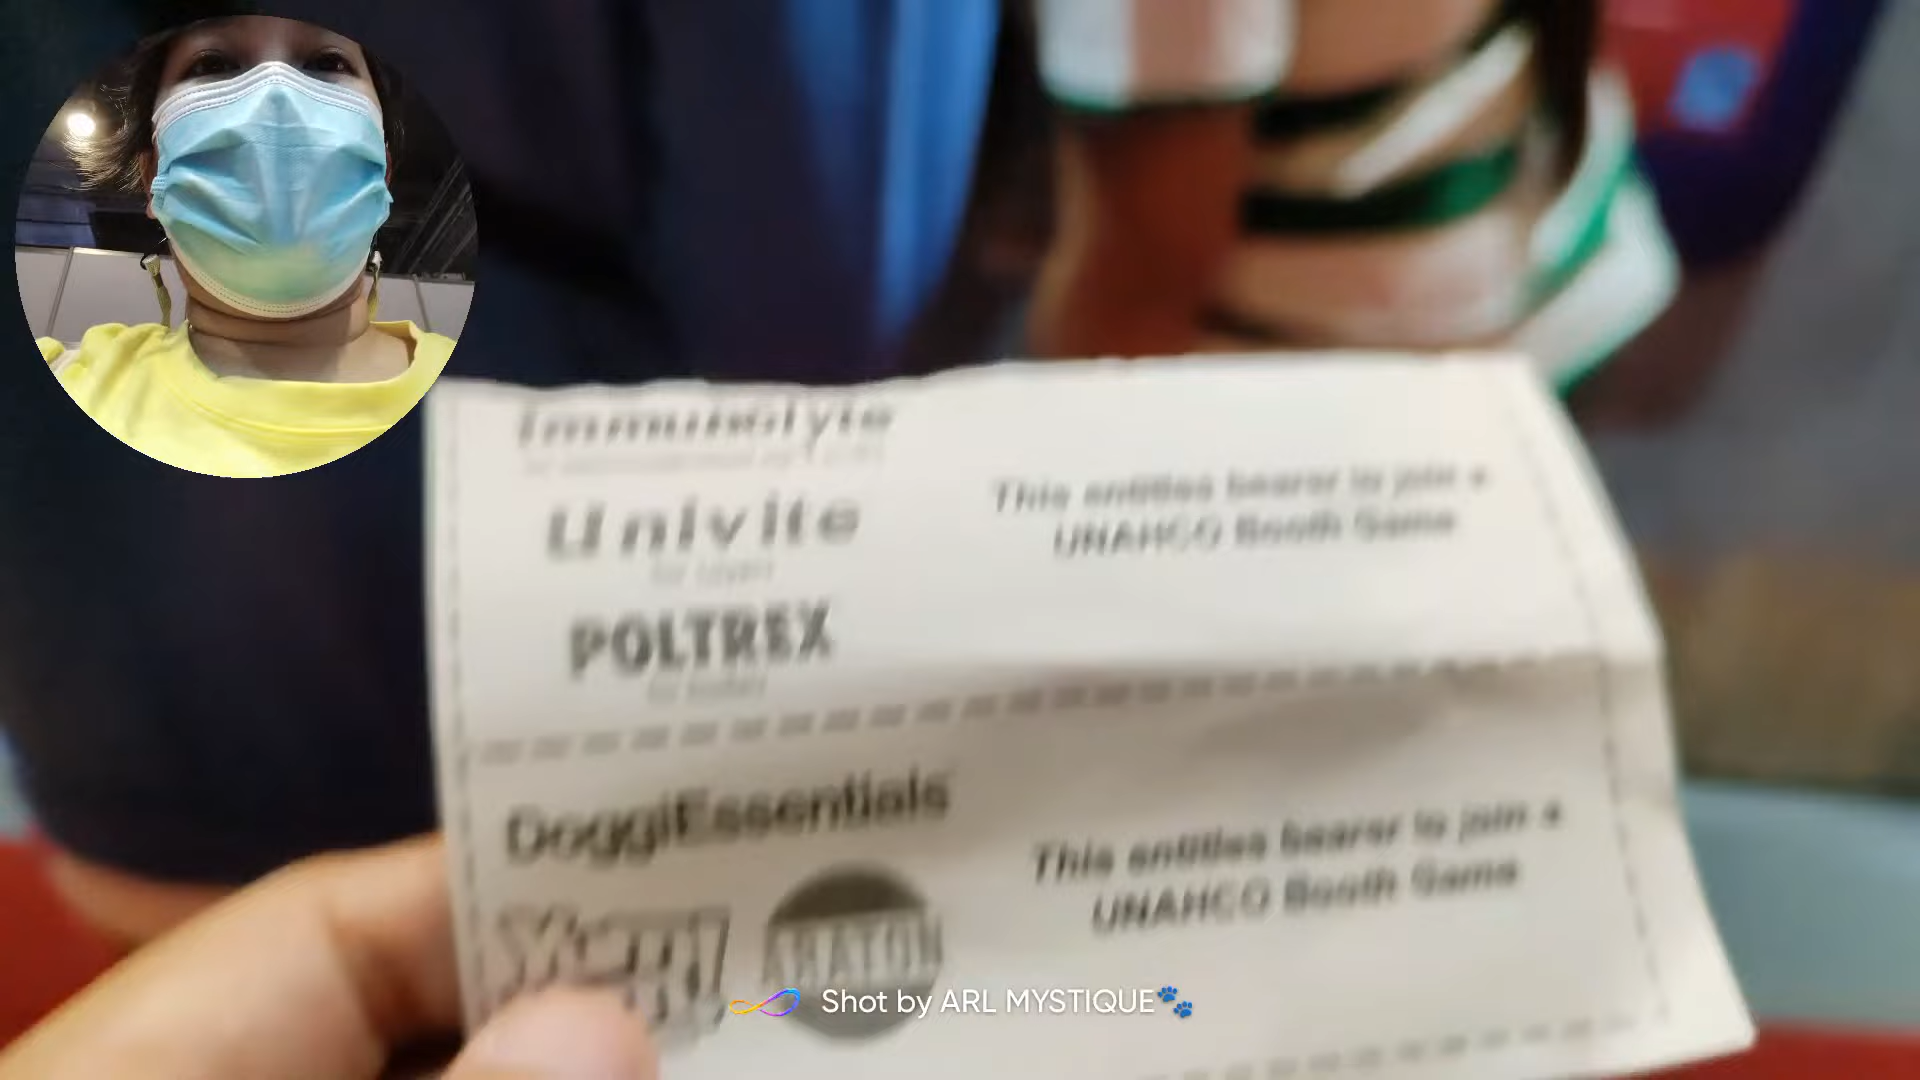 Immunolyte
Univite
POLTREX
This entitles bearer to join a
UNAHCO Booth Game
DoggiEssentials
This entitles bearer to join a
UNAHCO Booth Game
Shot by ARL MYSTIQUE